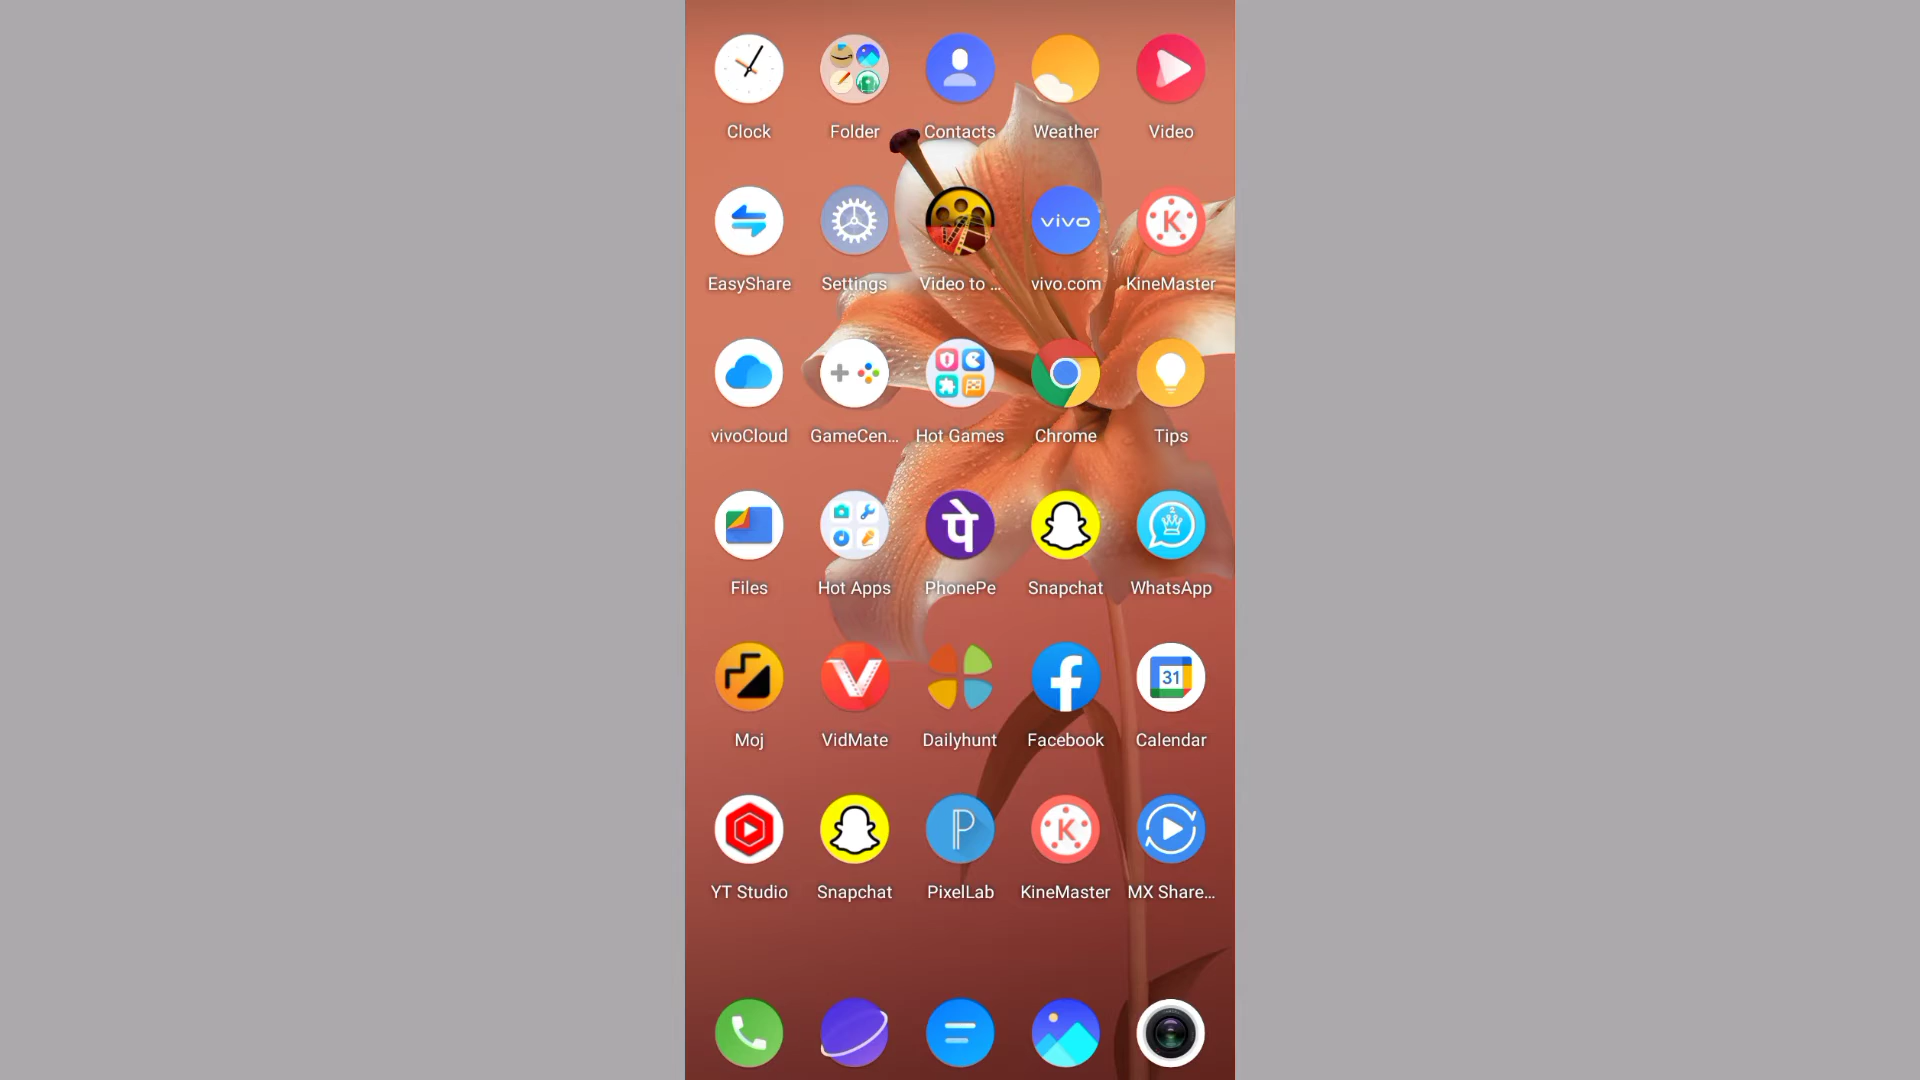 Clock Folder Contacts Weather Video
vivo
K
EasyShare Settings Video to ... vivo.com KineMaster
vivoCloud GameCen... Hot Games Chrome Tips
पे
2
Files Hot Apps PhonePe Snapchat WhatsApp
31
Moj VidMate Dailyhunt Facebook Calendar
P K
YT Studio Snapchat PixelLab KineMaster MX Share...